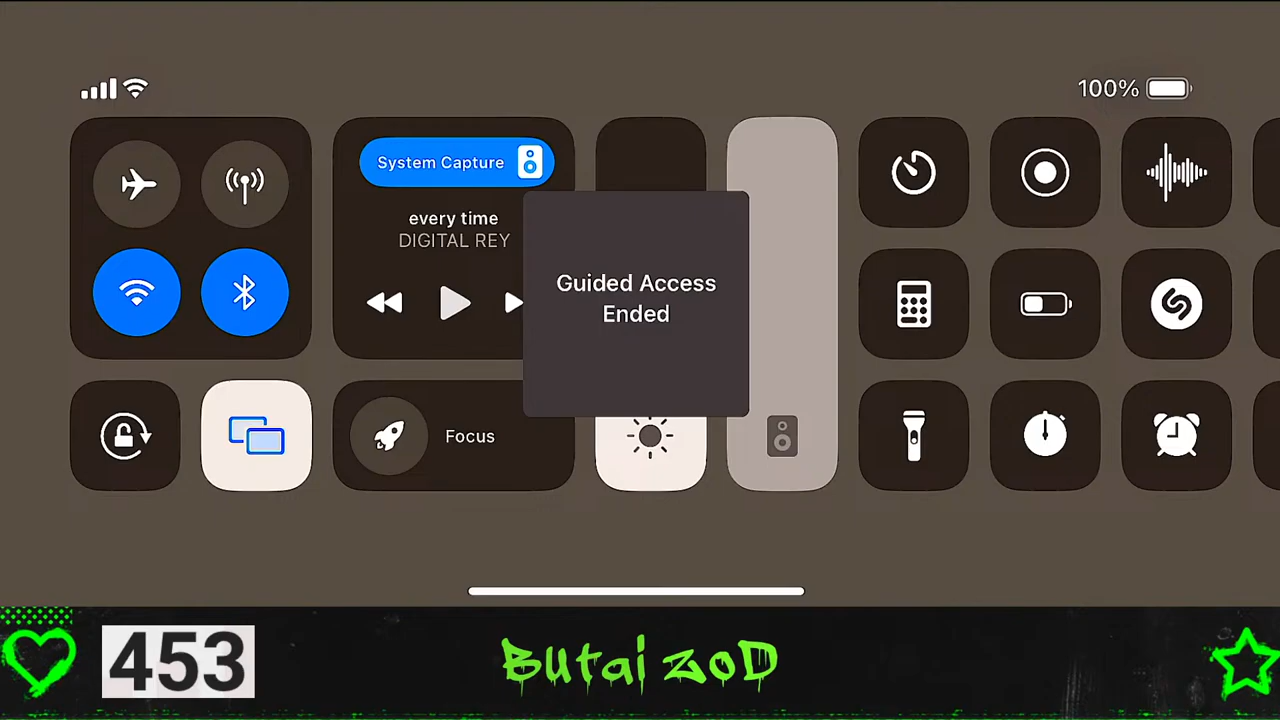 100%
System Capture
every time
DIGITAL REY
Guided Access
Ended
Focus
453
Butai zoD